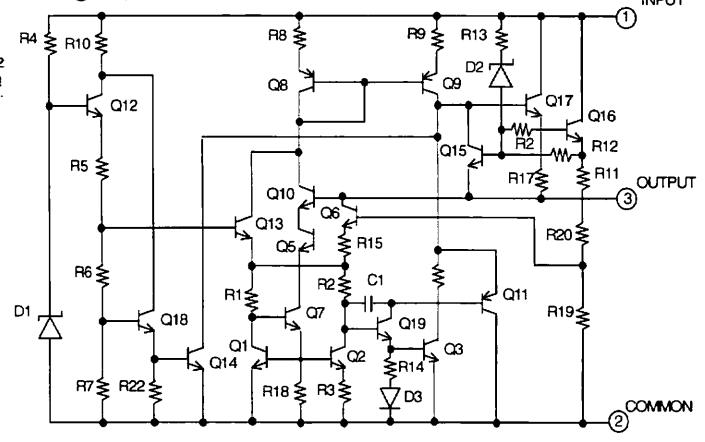 INPUT
1
R4
R10
R8
R9
R13
D2
Q8
Q9
Q17
Q16
Q12
R2
R12
Q15
R11
R5
R17
OUTPUT
3
Q10
Q6
Q13
R20
Q5
R15
R6
R2
C1
R1
Q11
R19
D1
Q7
Q18
Q19
Q1
Q14
Q2
Q3
R14
R7
R22
R18
R3
D3
COMMON
2